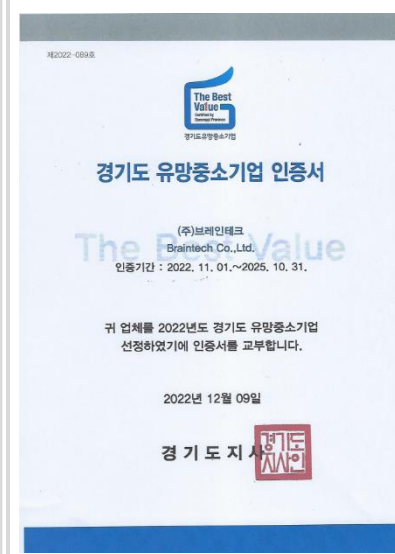 제2022-089호
The Best
Value
Certified by
Gyeonggi Province
경기도유망중소기업
경기도 유망중소기업 인증서
The Best Value
(주)브레인테크
Braintech Co.,Ltd.
인증기간 : 2022. 11. 01.~2025. 10. 31.
귀 업체를 2022년도 경기도 유망중소기업
선정하였기에 인증서를 교부합니다.
2022년 12월 09일
경 기 도 지 사
경기도
지사인